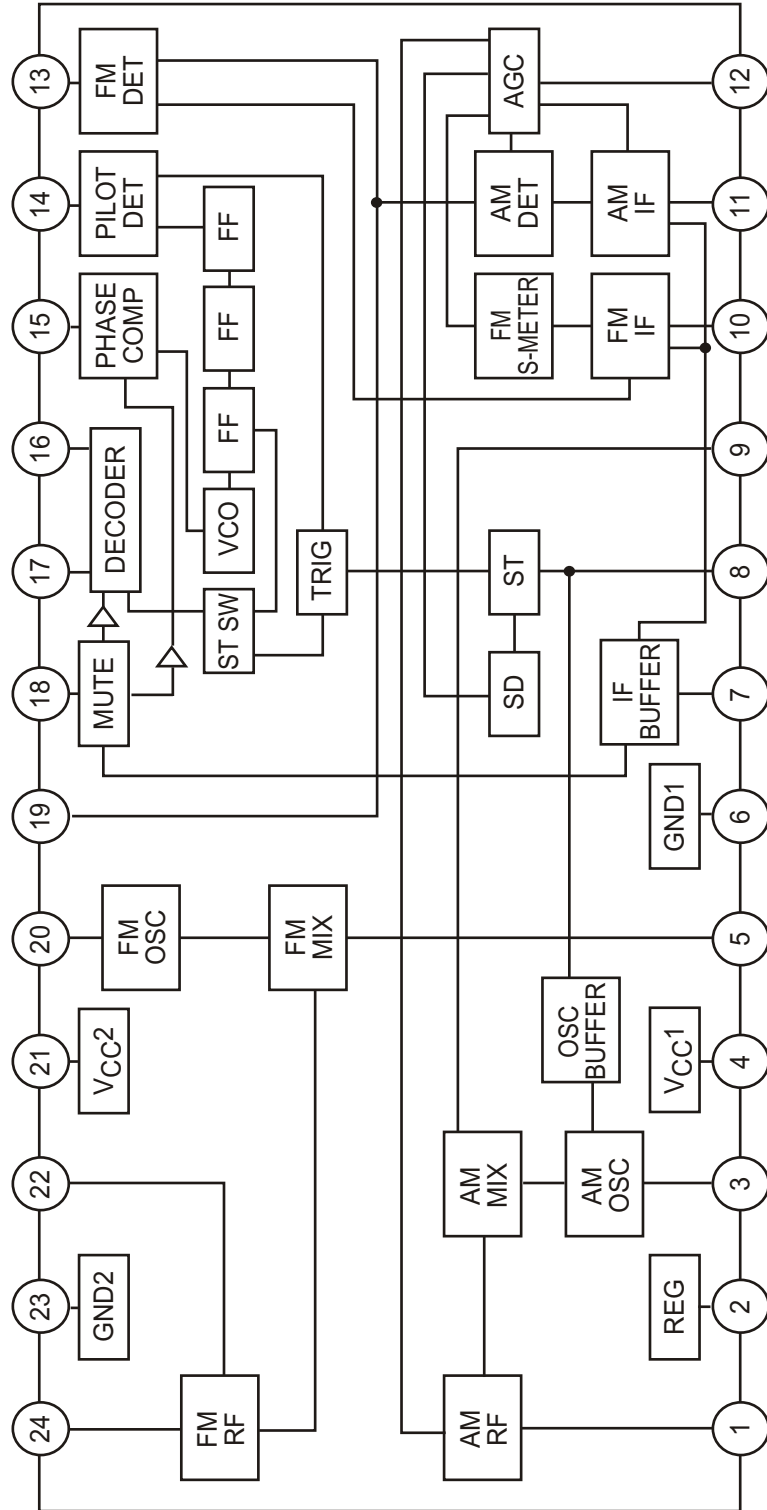 24
23
22
21
20
19
18
17
16
15
14
13
GND2
VCC2
FM
OSC
MUTE
DECODER
PHASE
COMP
PILOT
DET
FM
DET
FM
RF
FM
MIX
ST SW
VCO
FF
FF
FF
TRIG
AM
RF
AM
MIX
SD
ST
FM
S-METER
AM
DET
AGC
AM
OSC
OSC
BUFFER
IF
BUFFER
FM
IF
AM
IF
REG
VCC1
GND1
1
2
3
4
5
6
7
8
9
10
11
12